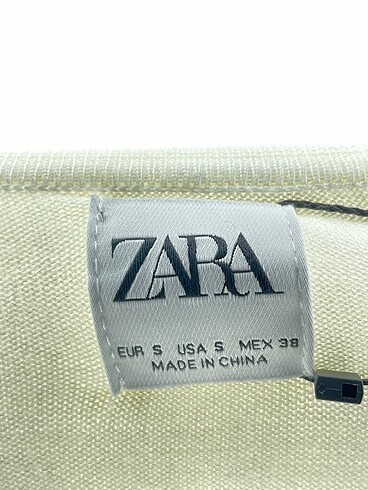 ZARA
EUR S USA S MEX 38
MADE IN CHINA